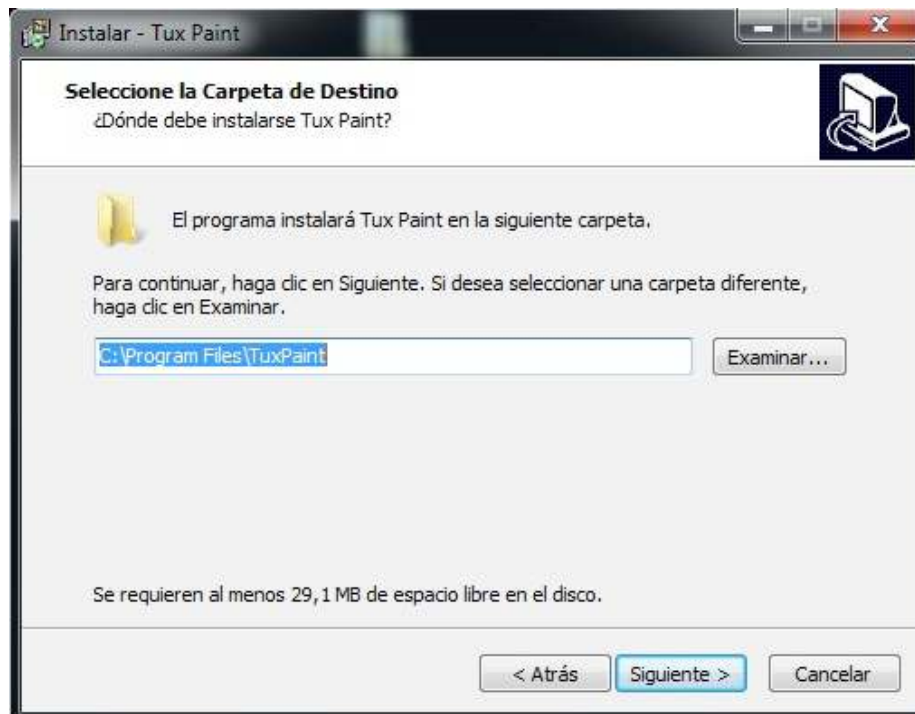 Instalar - Tux Paint
Seleccione la Carpeta de Destino
¿Dónde debe instalarse Tux Paint?
El programa instalará Tux Paint en la siguiente carpeta.
Para continuar, haga clic en Siguiente. Si desea seleccionar una carpeta diferente,
haga clic en Examinar.
C:\Program Files\TuxPaint
Examinar...
Se requieren al menos 29,1 MB de espacio libre en el disco.
< Atrás
Siguiente >
Cancelar